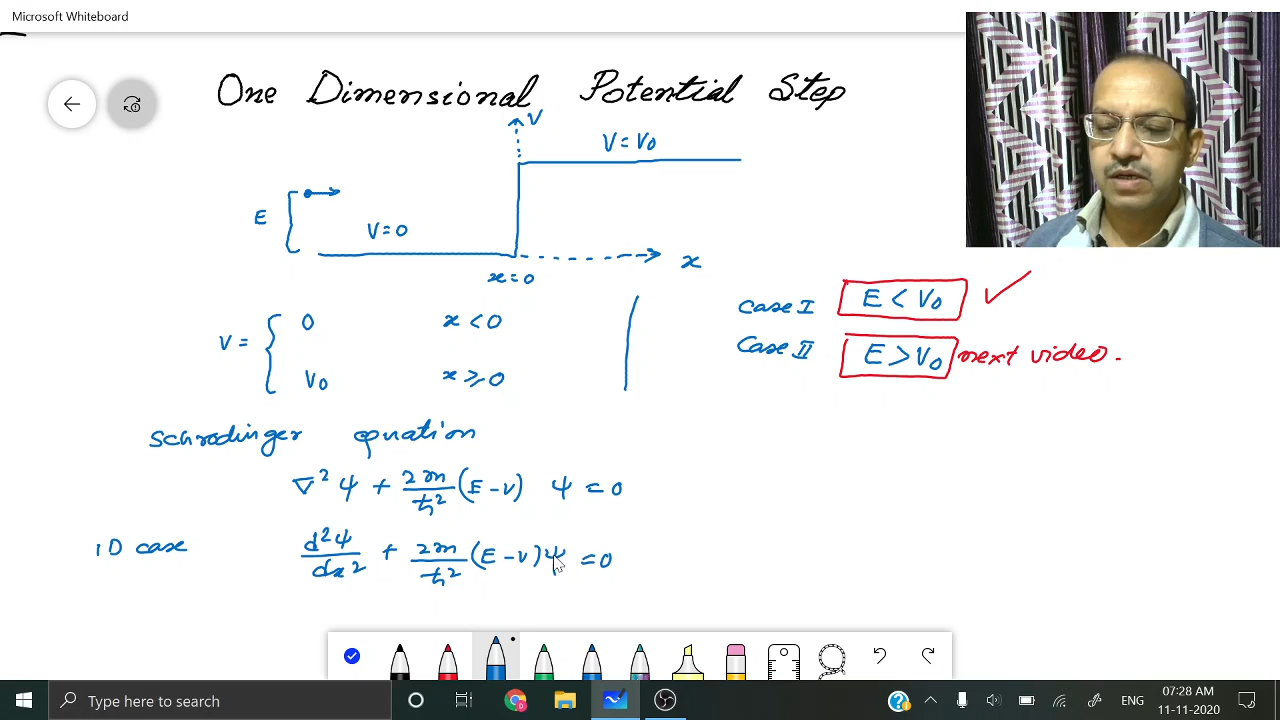 Microsoft Whiteboard
One Dimensional Potential Step
V
V = V₀
E
V = 0
x
x = 0
Case I E < V₀ ✓
V = { 0 x < 0
V₀ x ⩾ 0
Case II E > V₀ next video.
Schrodinger equation
∇²ψ + 2m/ħ² (E − V) ψ = 0
1D case d²ψ/dx² + 2m/ħ² (E − V) ψ = 0
Type here to search
ENG
07:28 AM
11-11-2020